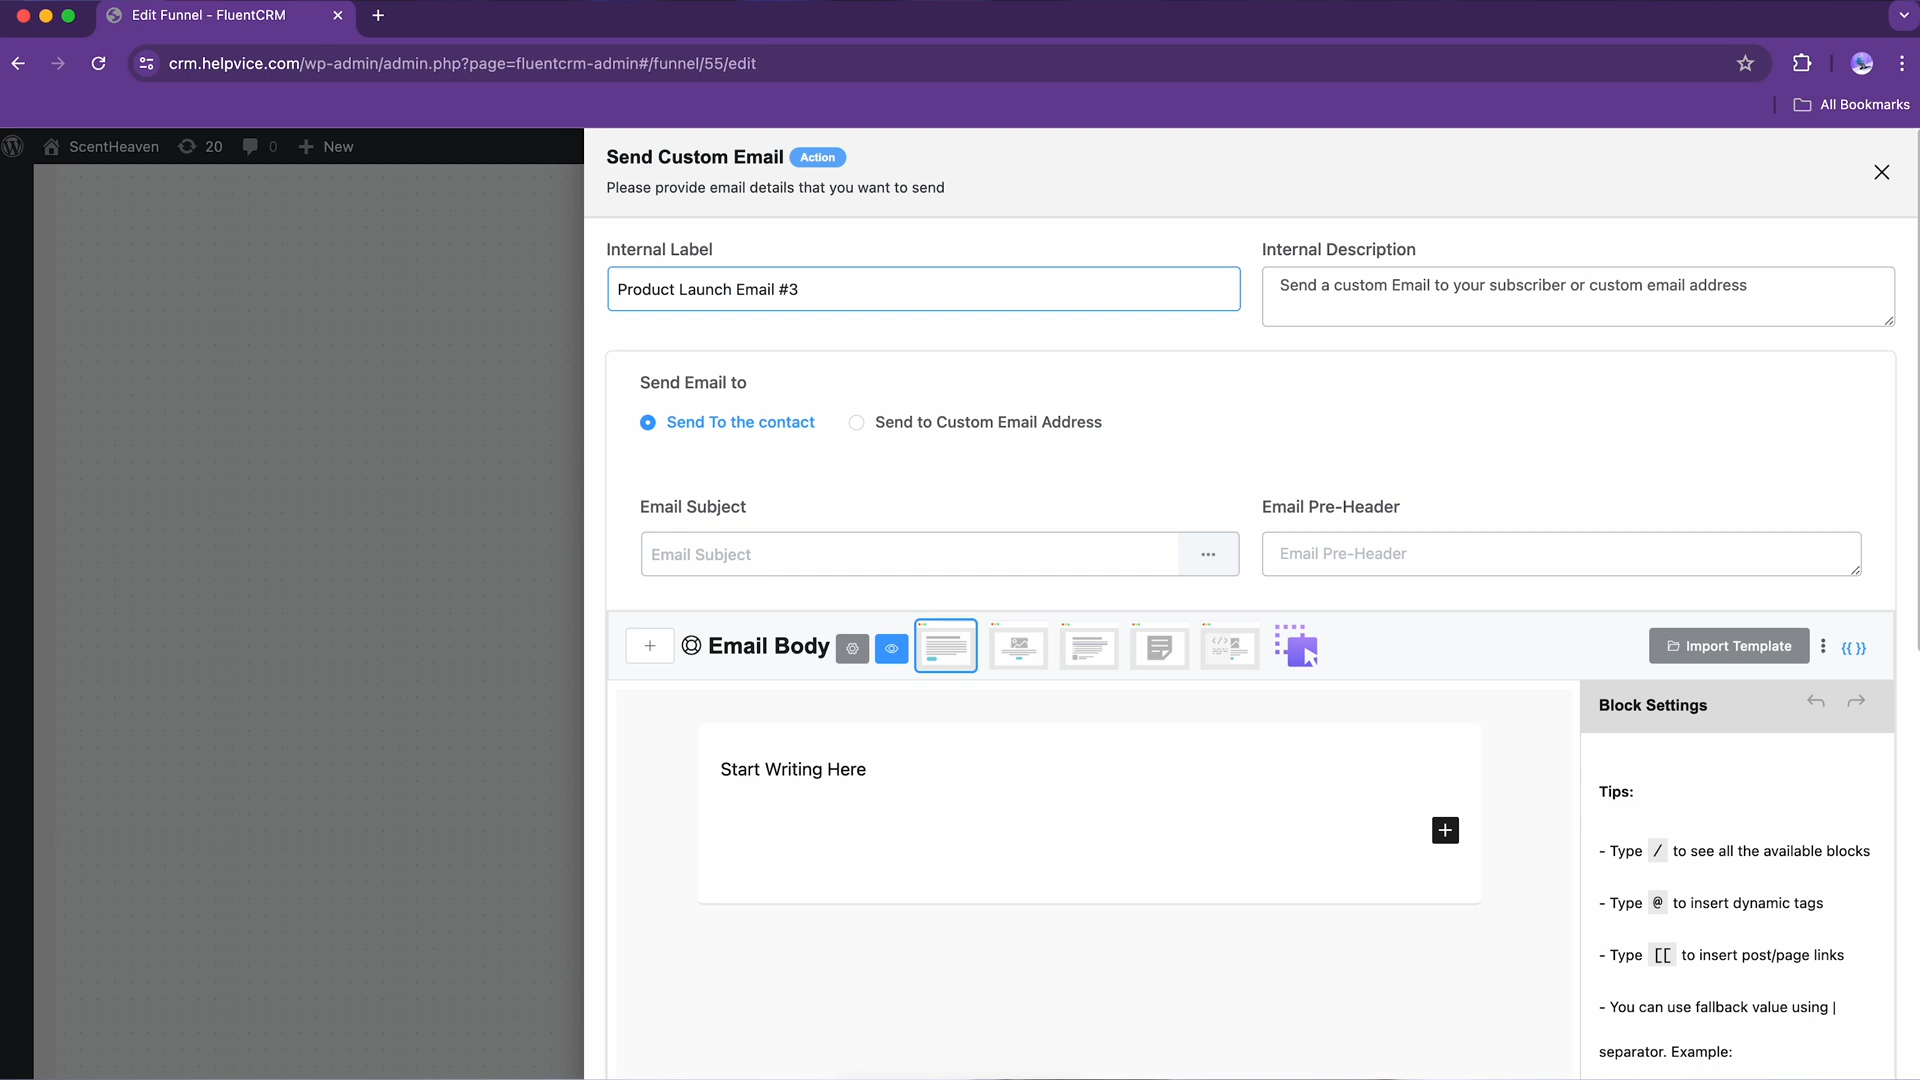 Edit Funnel - FluentCRM
crm.helpvice.com/wp-admin/admin.php?page=fluentcrm-admin#/funnel/55/edit
All Bookmarks
ScentHeaven 20 0 New
Send Custom Email Action
Please provide email details that you want to send
Internal Label
Product Launch Email #3
Internal Description
Send a custom Email to your subscriber or custom email address
Send Email to
Send To the contact
Send to Custom Email Address
Email Subject
Email Subject
Email Pre-Header
Email Pre-Header
Email Body
Import Template
{{ }}
Start Writing Here
Block Settings
Tips:
- Type / to see all the available blocks
- Type @ to insert dynamic tags
- Type [[ to insert post/page links
- You can use fallback value using |
separator. Example: